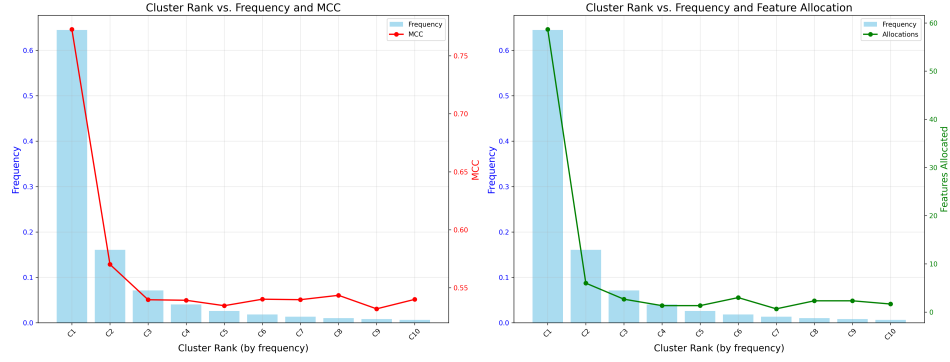 Cluster Rank vs. Frequency and MCC
Frequency
MCC
0.6
0.5
0.4
0.3
0.2
0.1
0.0
Frequency
0.75
0.70
0.65
0.60
0.55
MCC
C1 C2 C3 C4 C5 C6 C7 C8 C9 C10
Cluster Rank (by frequency)
Cluster Rank vs. Frequency and Feature Allocation
Frequency
Allocations
0.6
0.5
0.4
0.3
0.2
0.1
0.0
Frequency
60
50
40
30
20
10
0
Features Allocated
C1 C2 C3 C4 C5 C6 C7 C8 C9 C10
Cluster Rank (by frequency)